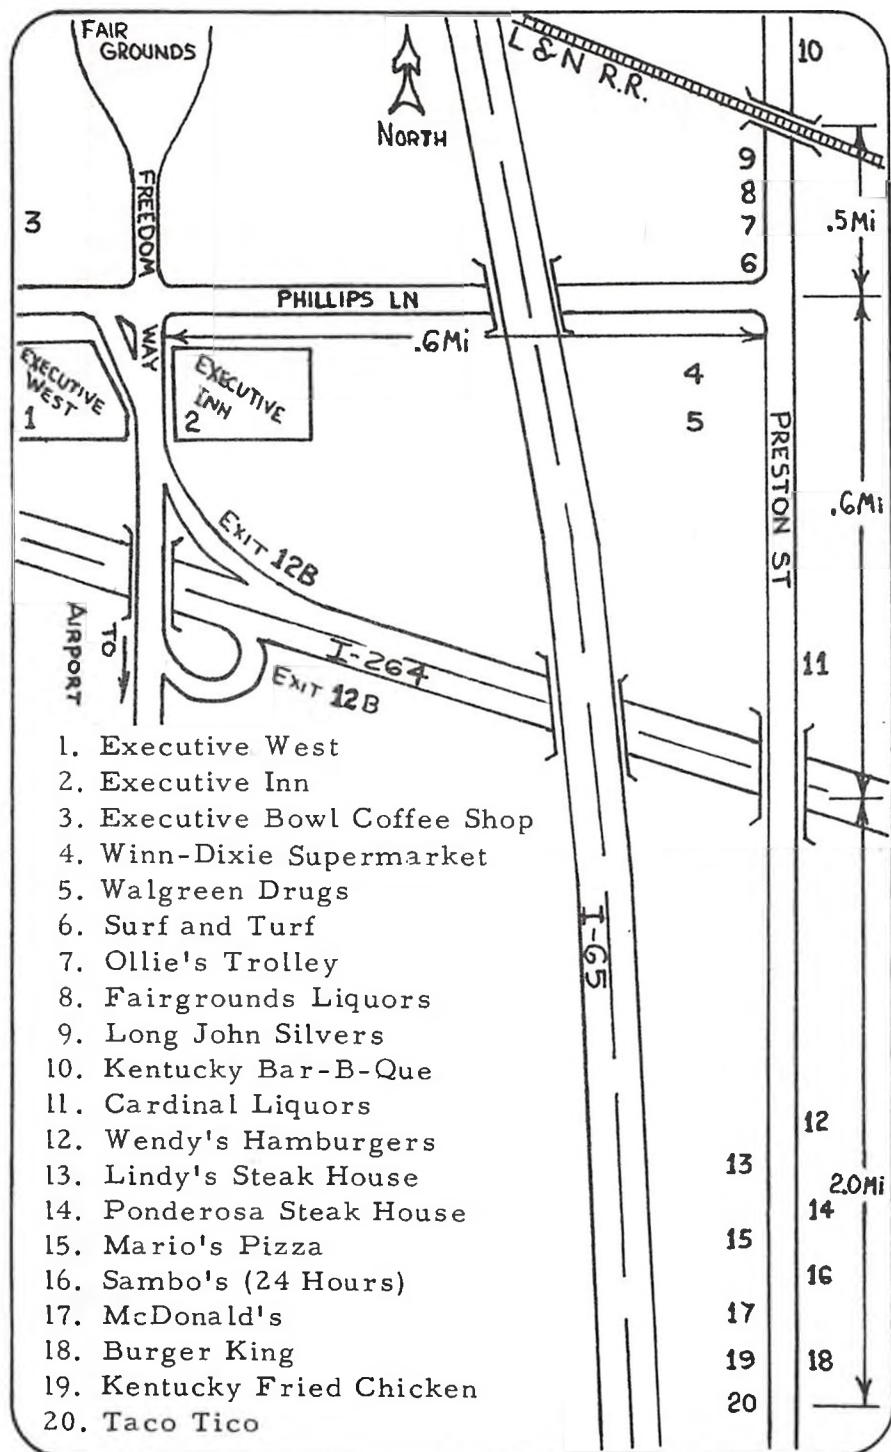 FAIR
GROUNDS
NORTH
L & N R.R.
10
9
8
7
6
.5Mi
3
FREEDOM
WAY
PHILLIPS LN
.6Mi
EXECUTIVE
WEST
1
EXECUTIVE
INN
2
4
5
PRESTON ST
.6Mi
EXIT 12B
I-264
EXIT 12B
TO
AIRPORT
11
1. Executive West
2. Executive Inn
3. Executive Bowl Coffee Shop
4. Winn-Dixie Supermarket
5. Walgreen Drugs
6. Surf and Turf
7. Ollie's Trolley
8. Fairgrounds Liquors
9. Long John Silvers
10. Kentucky Bar-B-Que
11. Cardinal Liquors
12. Wendy's Hamburgers
13. Lindy's Steak House
14. Ponderosa Steak House
15. Mario's Pizza
16. Sambo's (24 Hours)
17. McDonald's
18. Burger King
19. Kentucky Fried Chicken
20. Taco Tico
I-65
12
13
2.0Mi
14
15
16
17
19
18
20